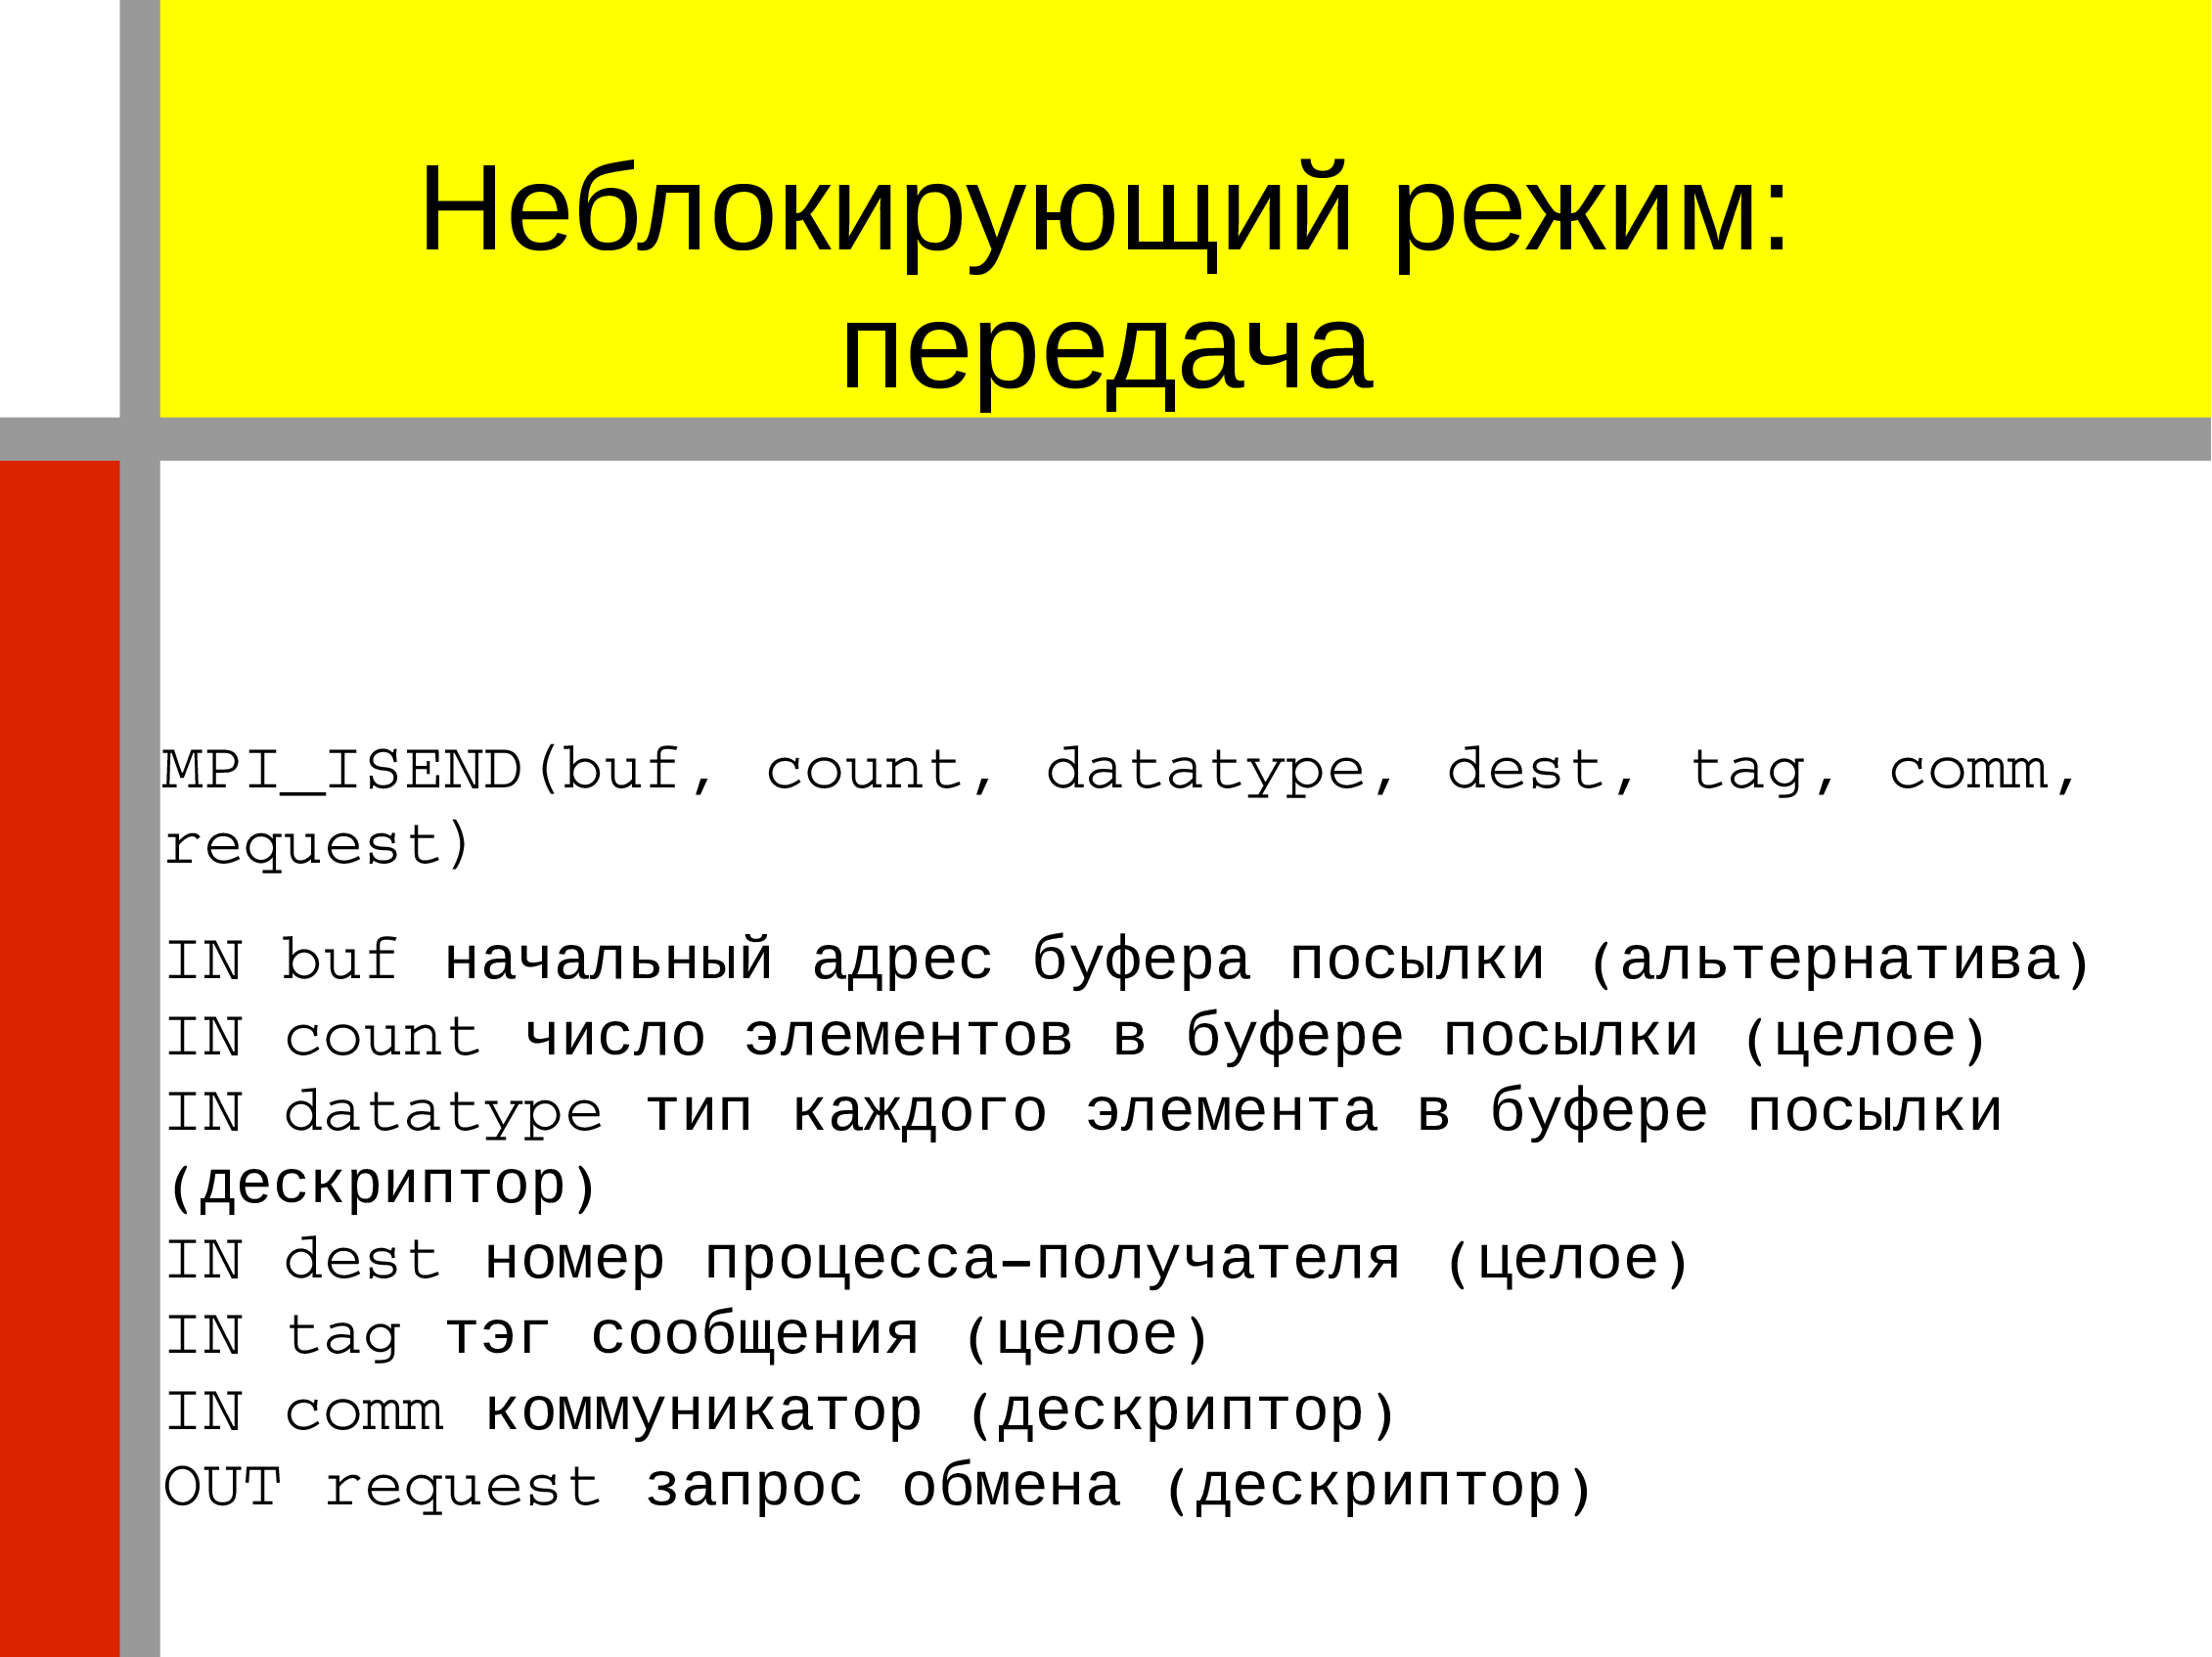 Неблокирующий режим:
передача
MPI_ISEND(buf, count, datatype, dest, tag, comm,
request)
IN buf начальный адрес буфера посылки (альтернатива)
IN count число элементов в буфере посылки (целое)
IN datatype тип каждого элемента в буфере посылки
(дескриптор)
IN dest номер процесса–получателя (целое)
IN tag тэг сообщения (целое)
IN comm коммуникатор (дескриптор)
OUT request запрос обмена (дескриптор)